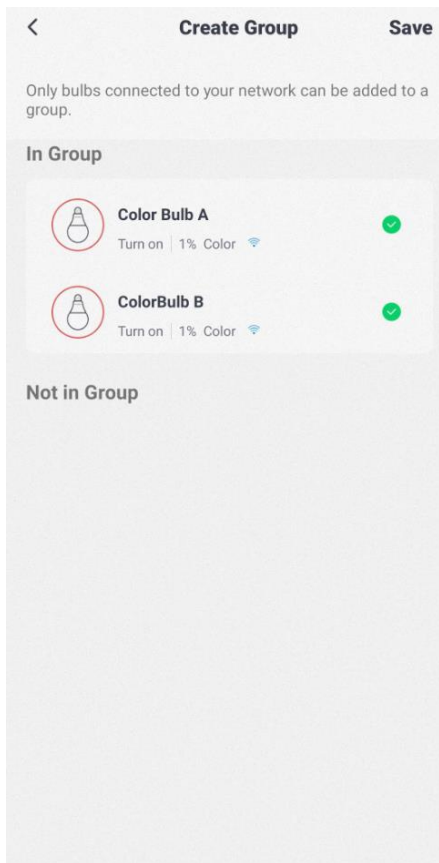 Create Group Save
Only bulbs connected to your network can be added to a
group.
In Group
Color Bulb A
Turn on 1% Color
ColorBulb B
Turn on 1% Color
Not in Group